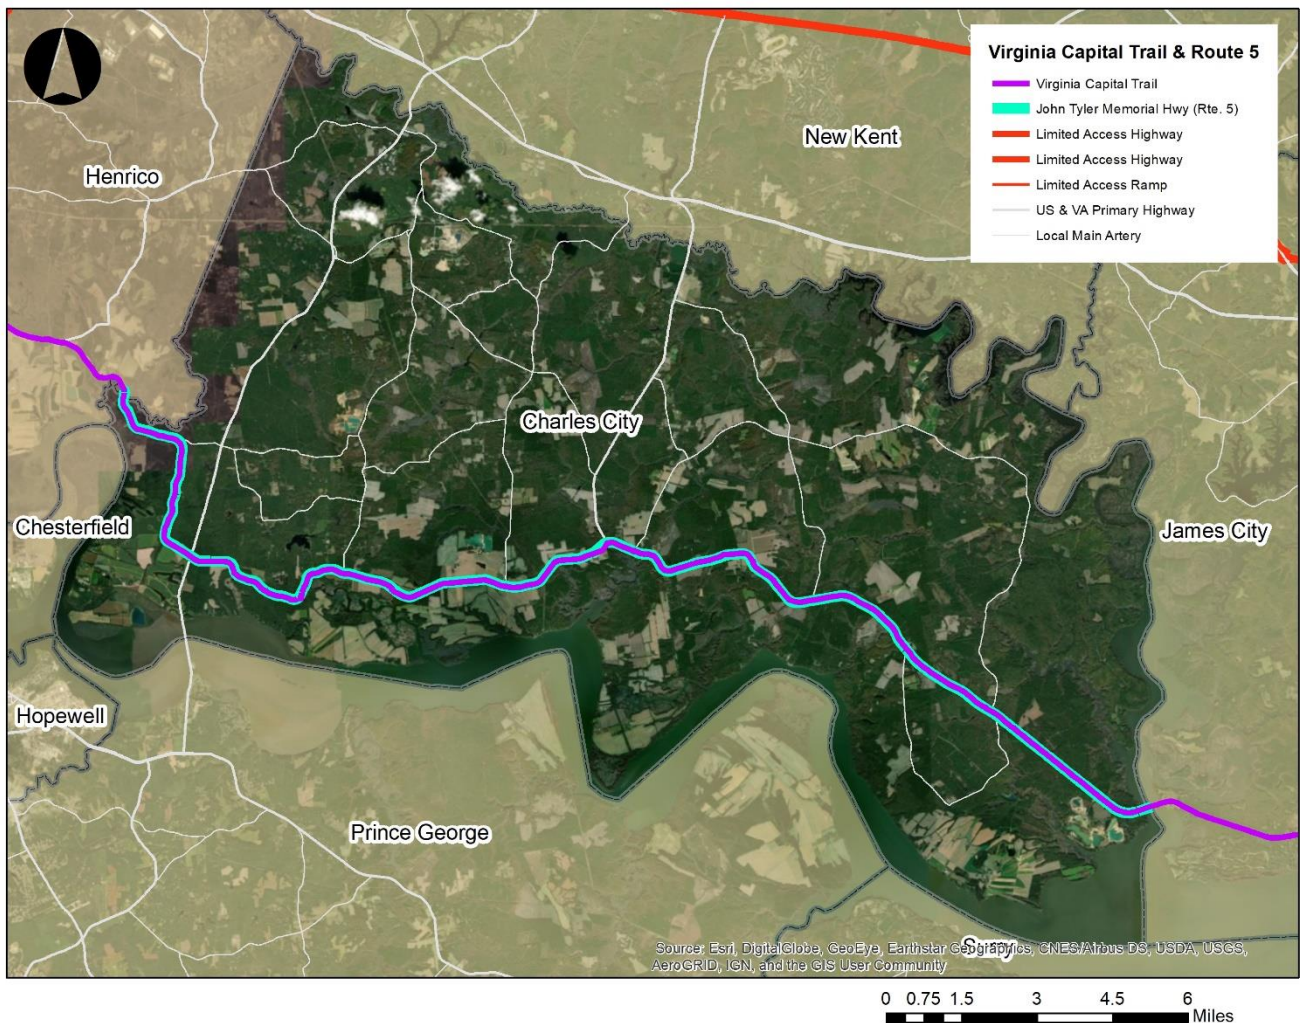 Virginia Capital Trail & Route 5
Virginia Capital Trail
John Tyler Memorial Hwy (Rte. 5)
Limited Access Highway
Limited Access Highway
Limited Access Ramp
US & VA Primary Highway
Local Main Artery
New Kent
Henrico
Charles City
Chesterfield
James City
Hopewell
Prince George
Surry
Source: Esri, DigitalGlobe, GeoEye, Earthstar Geographics, CNES/Airbus DS, USDA, USGS,
AeroGRID, IGN, and the GIS User Community
0 0.75 1.5 3 4.5 6
Miles